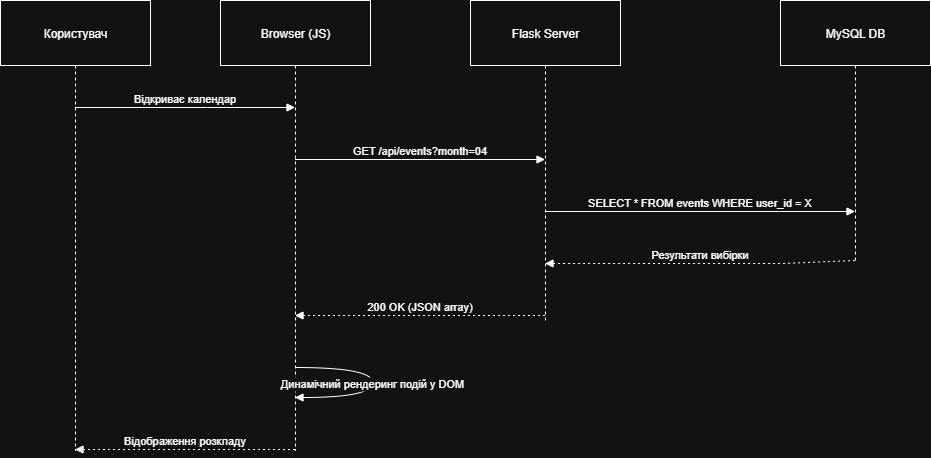 Користувач
Browser (JS)
Flask Server
MySQL DB
Відкриває календар
GET /api/events?month=04
SELECT * FROM events WHERE user_id = X
Результати вибірки
200 OK (JSON array)
Динамічний рендеринг подій у DOM
Відображення розкладу